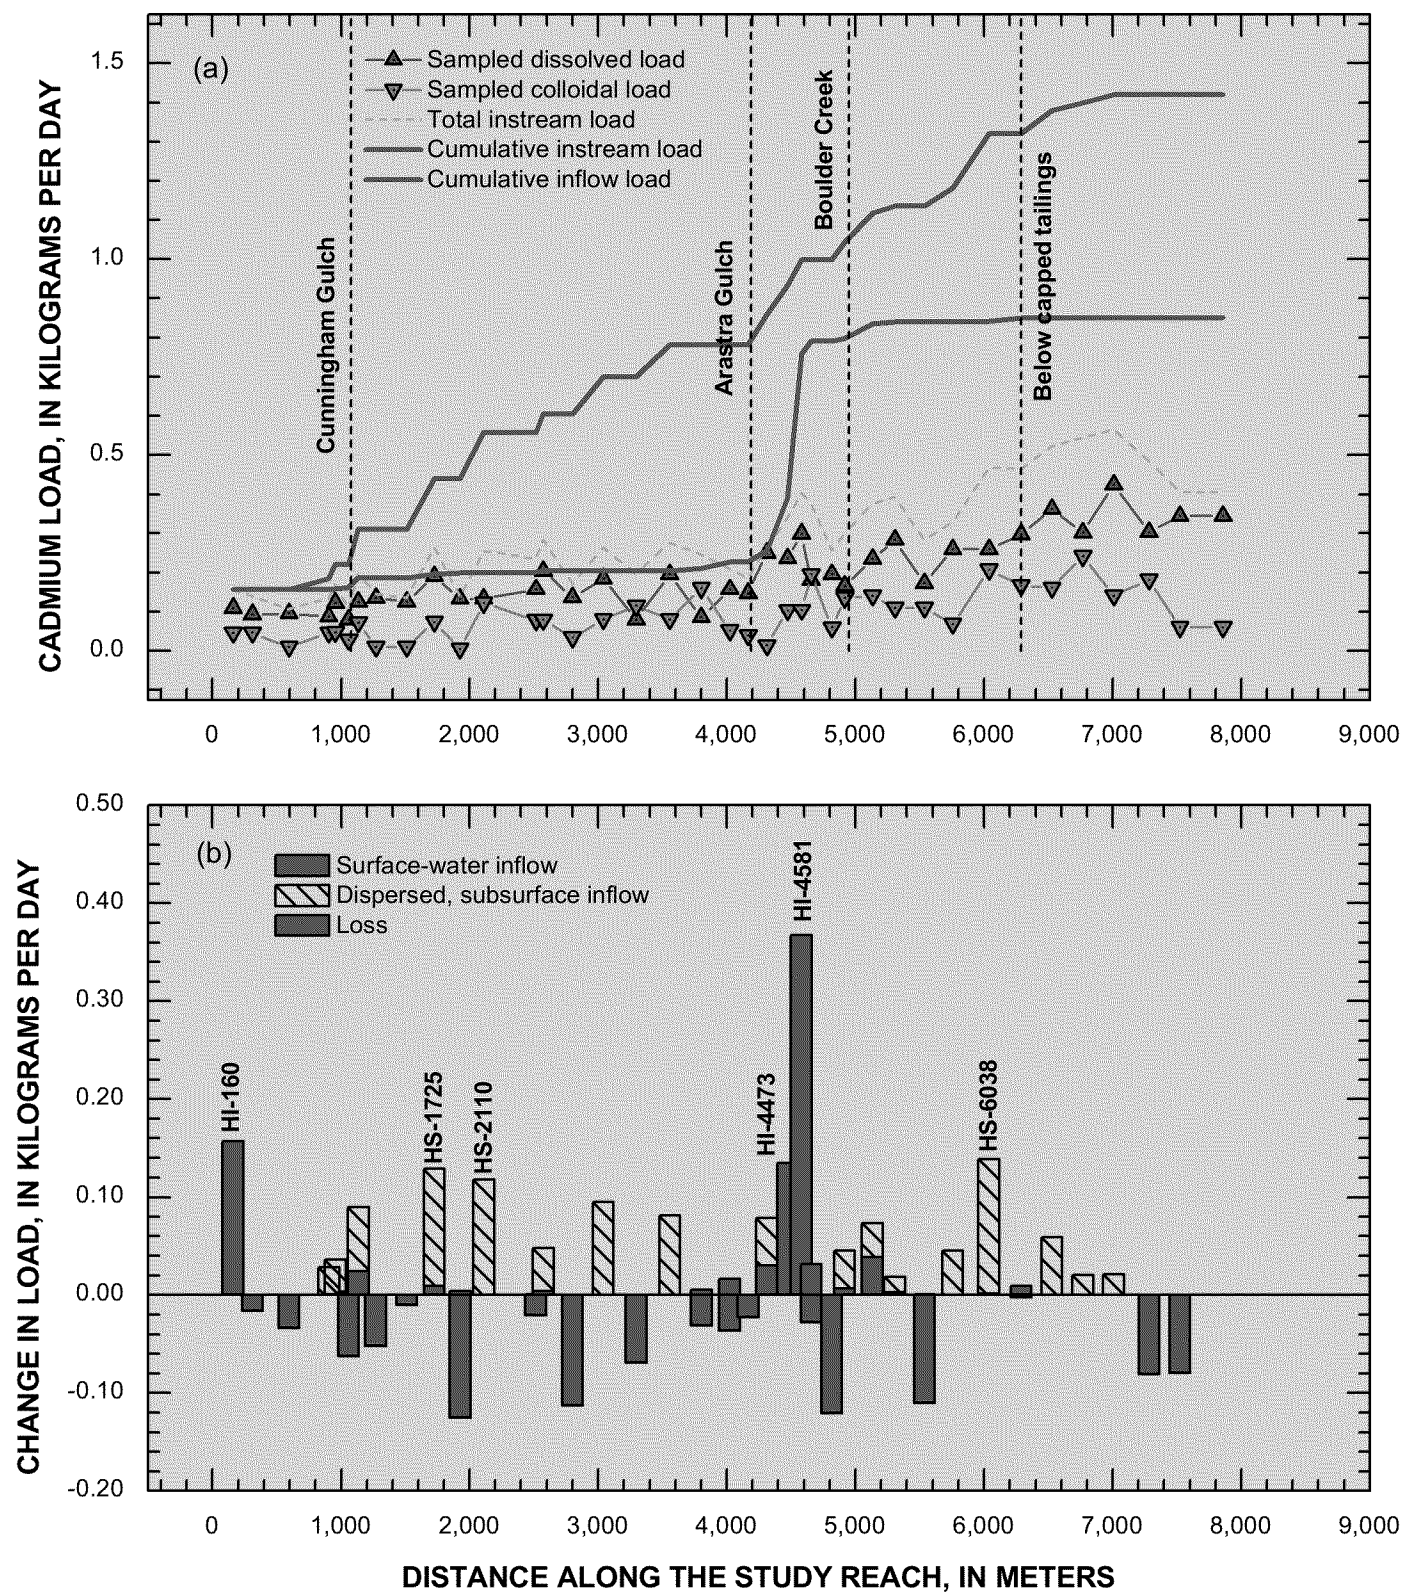 CADMIUM LOAD, IN KILOGRAMS PER DAY
(a)
Sampled dissolved load
Sampled colloidal load
Total instream load
Cumulative instream load
Cumulative inflow load
Cunningham Gulch
Arastra Gulch
Boulder Creek
Below capped tailings
1.5
1.0
0.5
0.0
0 1,000 2,000 3,000 4,000 5,000 6,000 7,000 8,000 9,000
CHANGE IN LOAD, IN KILOGRAMS PER DAY
(b)
Surface-water inflow
Dispersed, subsurface inflow
Loss
HI-160
HS-1725
HS-2110
HI-4473
HI-4581
HS-6038
0.50
0.40
0.30
0.20
0.10
0.00
-0.10
-0.20
0 1,000 2,000 3,000 4,000 5,000 6,000 7,000 8,000 9,000
DISTANCE ALONG THE STUDY REACH, IN METERS